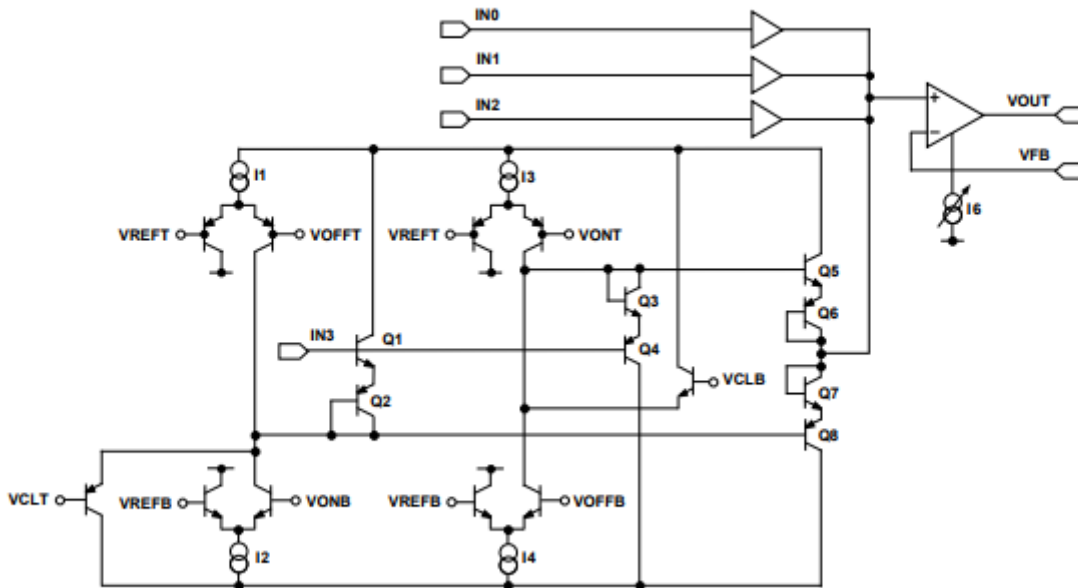 IN0
IN1
IN2
VOUT
VFB
I6
I1
I3
VREFT
VOFFT
VREFT
VONT
Q5
Q3
Q6
IN3
Q1
Q4
Q2
VCLB
Q7
Q8
VCLT
VREFB
VONB
VREFB
VOFFB
I2
I4